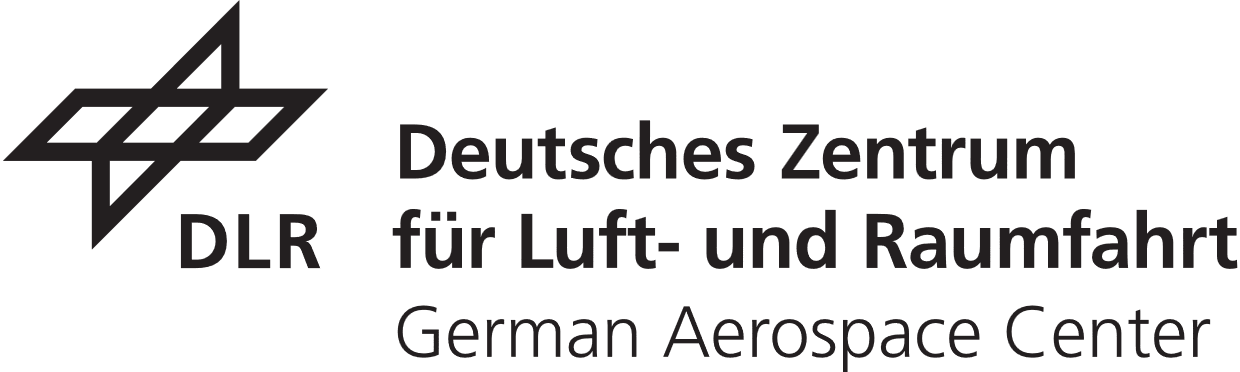 DLR
Deutsches Zentrum
für Luft- und Raumfahrt
German Aerospace Center